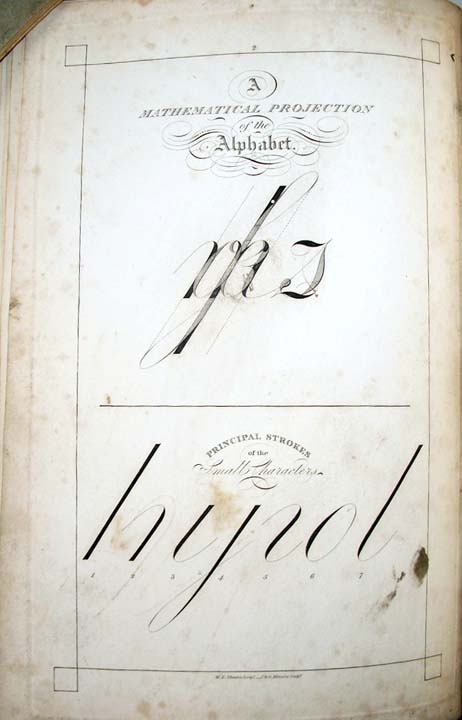 2
A
MATHEMATICAL PROJECTION
of the
Alphabet.
PRINCIPAL STROKES
of the
Small Characters
1 2 3 4 5 6 7